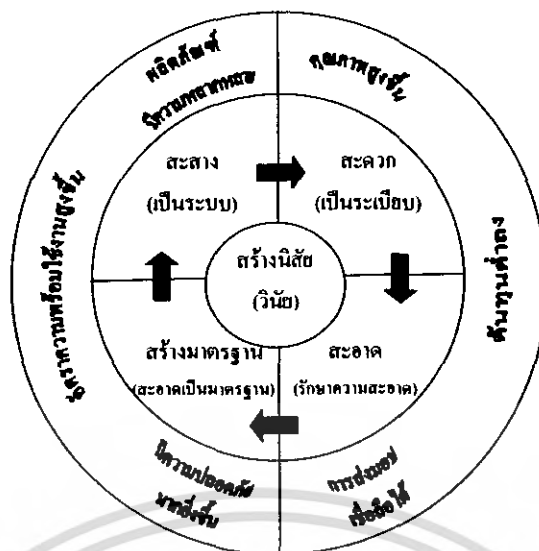 ผลิตภัณฑ์
มีความหลากหลาย
คุณภาพสูงขึ้น
สะสาง
(เป็นระบบ)
สะดวก
(เป็นระเบียบ)
อัตราความพร้อมใช้งานสูงขึ้น
สร้างนิสัย
(วินัย)
ต้นทุนต่ำลง
สร้างมาตรฐาน
(สะอาดเป็นมาตรฐาน)
สะอาด
(รักษาความสะอาด)
มีความปลอดภัย
มากยิ่งขึ้น
การส่งมอบ
เชื่อถือได้